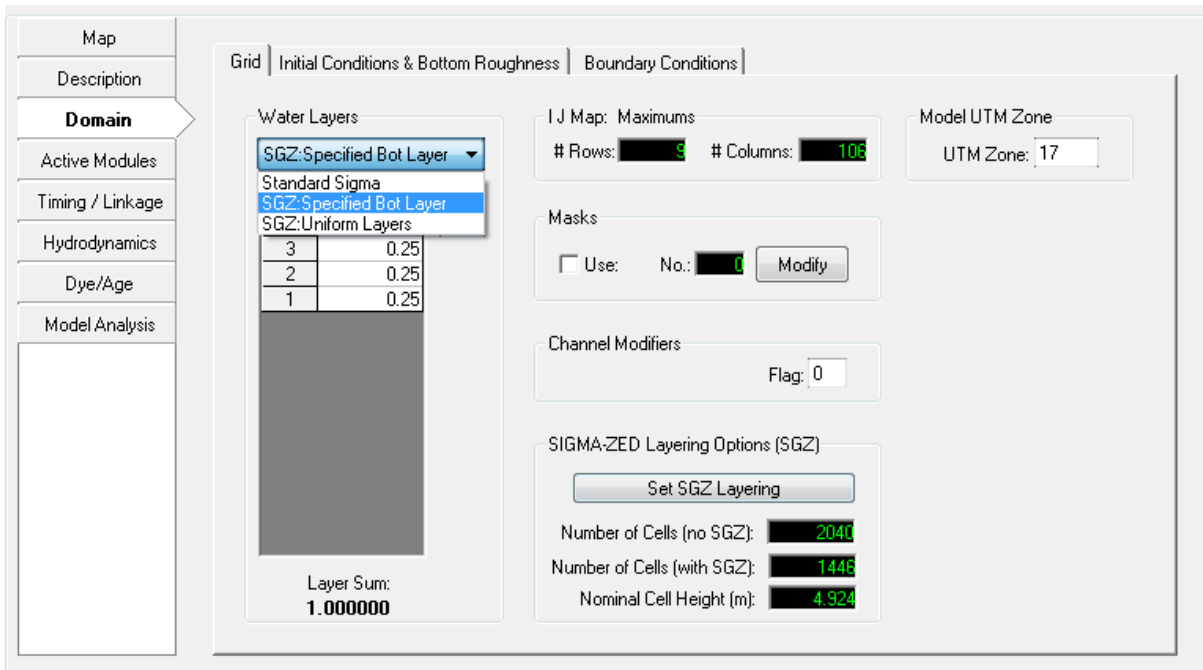 Map
Description
Domain
Active Modules
Timing / Linkage
Hydrodynamics
Dye/Age
Model Analysis
Grid
Initial Conditions & Bottom Roughness
Boundary Conditions
Water Layers
SGZ:Specified Bot Layer
Standard Sigma
SGZ:Specified Bot Layer
SGZ:Uniform Layers
3 0.25
2 0.25
1 0.25
Layer Sum:
1.000000
I J Map: Maximums
# Rows: 9 # Columns: 106
Masks
Use: No.: 0 Modify
Channel Modifiers
Flag: 0
SIGMA-ZED Layering Options (SGZ)
Set SGZ Layering
Number of Cells (no SGZ): 2040
Number of Cells (with SGZ): 1446
Nominal Cell Height (m): 4.924
Model UTM Zone
UTM Zone: 17